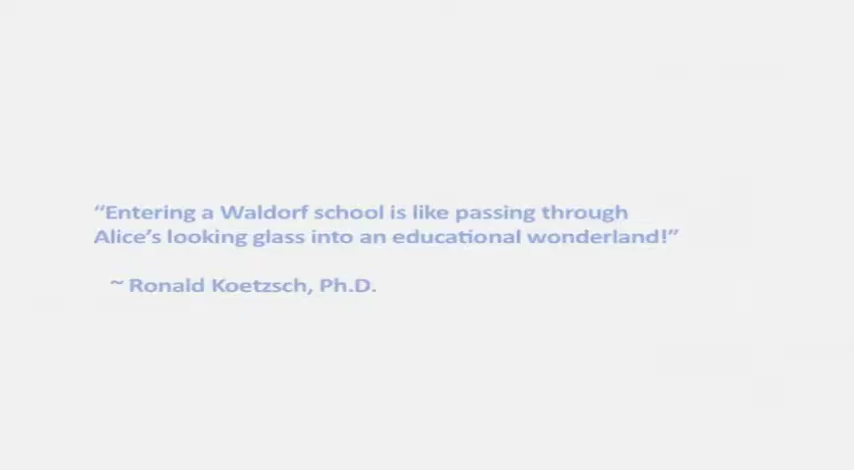 “Entering a Waldorf school is like passing through
Alice’s looking glass into an educational wonderland!”
~ Ronald Koetzsch, Ph.D.